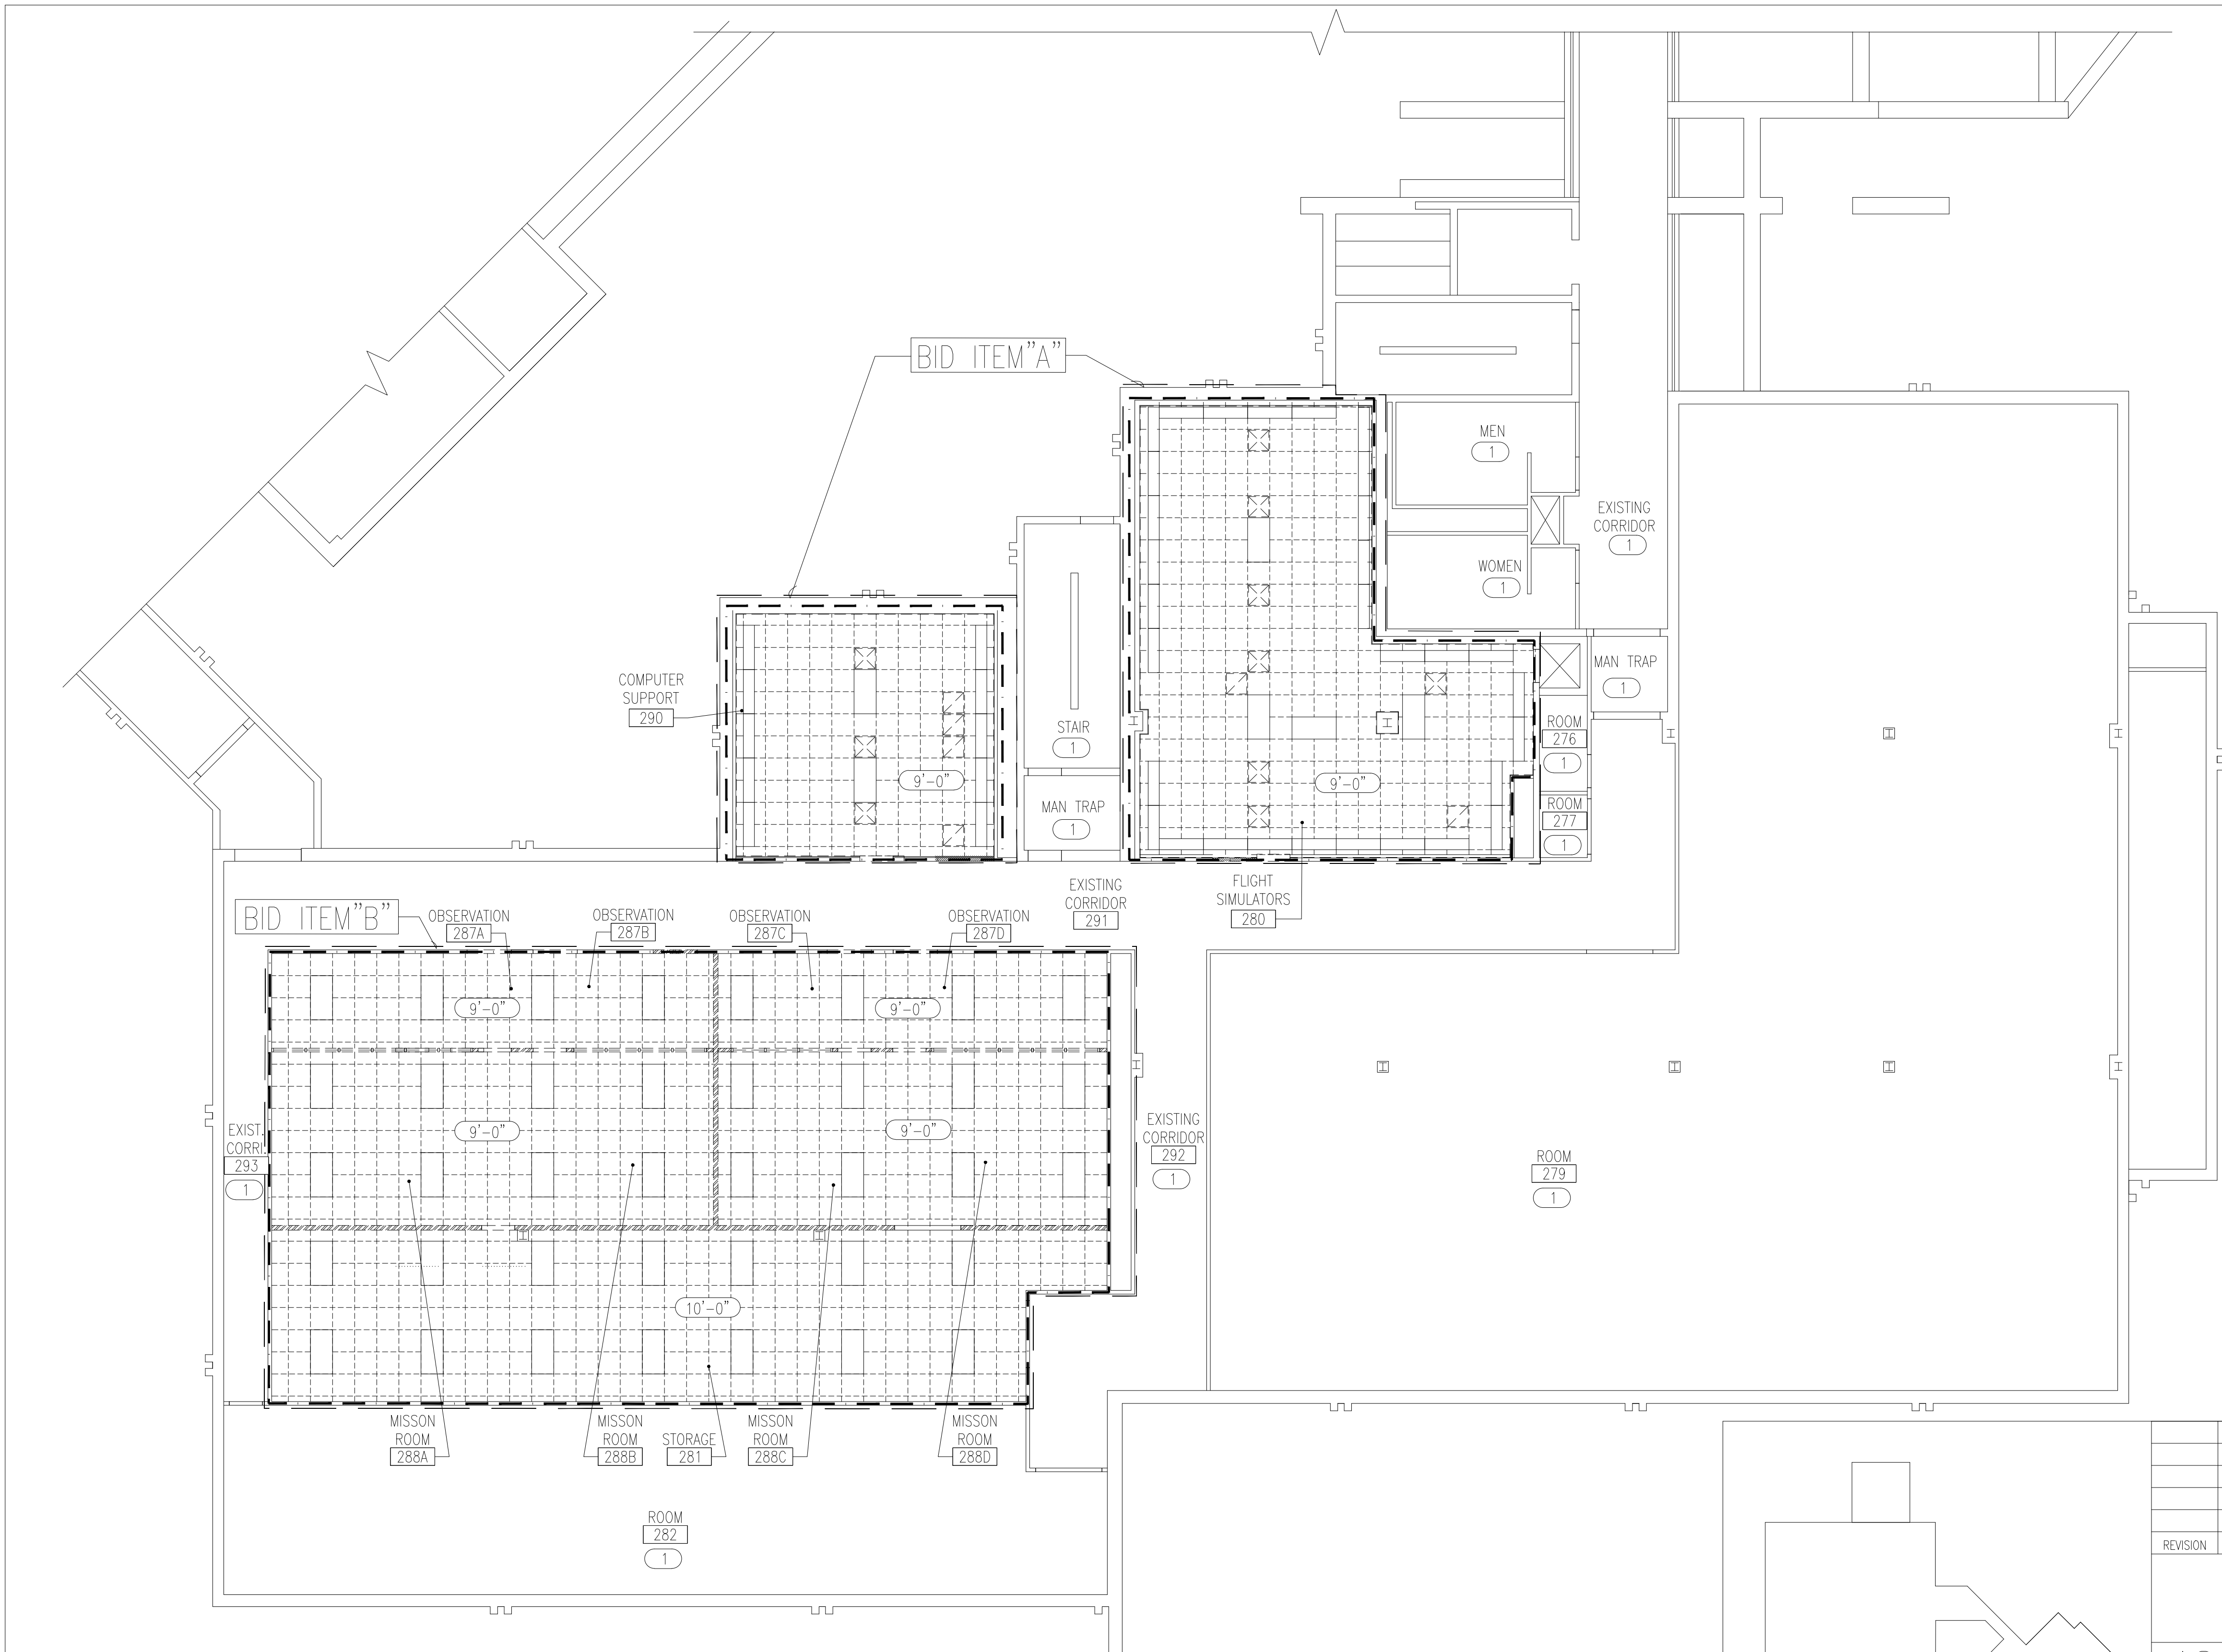 BID ITEM"A"
MEN
1
EXISTING
CORRIDOR
1
WOMEN
1
MAN TRAP
1
COMPUTER
SUPPORT
290
STAIR
1
ROOM
276
1
9'-0"
9'-0"
MAN TRAP
1
ROOM
277
1
EXISTING
CORRIDOR
291
FLIGHT
SIMULATORS
280
BID ITEM"B"
OBSERVATION
287A
OBSERVATION
287B
OBSERVATION
287C
OBSERVATION
287D
9'-0"
9'-0"
EXIST.
CORRI.
293
1
9'-0"
9'-0"
EXISTING
CORRIDOR
292
1
ROOM
279
1
10'-0"
MISSON
ROOM
288A
MISSON
ROOM
288B
STORAGE
281
MISSON
ROOM
288C
MISSON
ROOM
288D
ROOM
282
1
REVISION